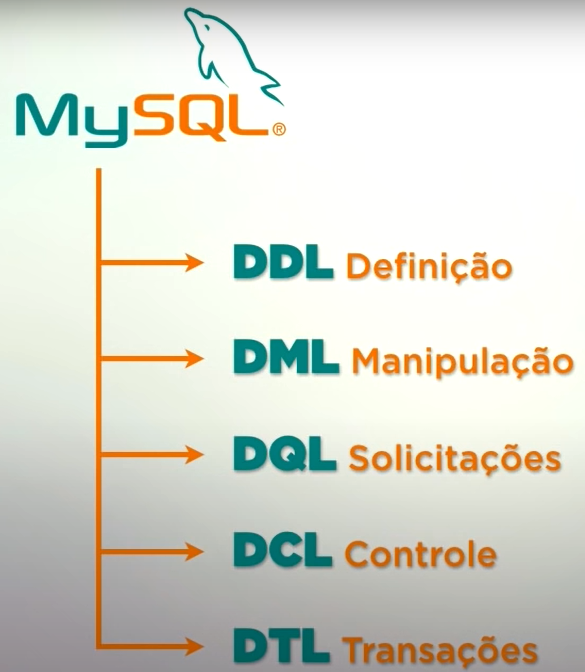 MySQL®
DDL Definição
DML Manipulação
DQL Solicitações
DCL Controle
DTL Transações